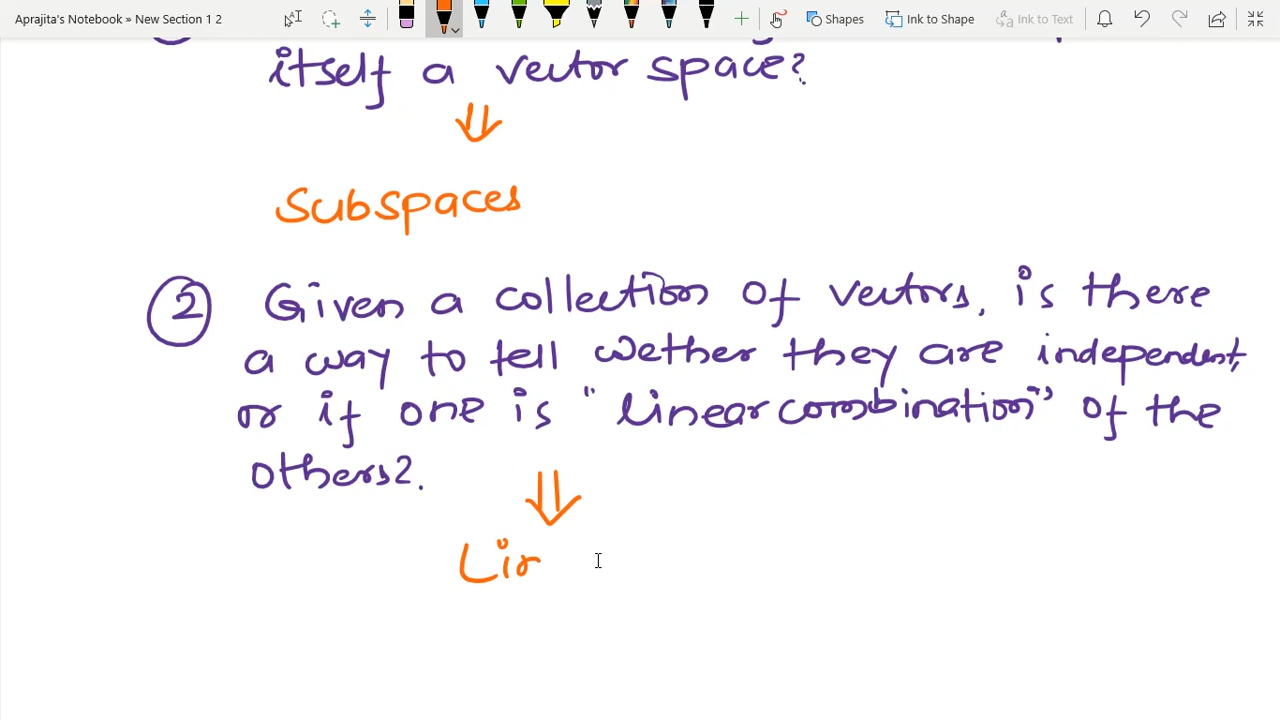 Aprajita's Notebook » New Section 1 2
Shapes
Ink to Shape
Ink to Text
itself a vector space?
Subspaces
2 Given a collection of vectors, is there
a way to tell wether they are independent,
or if one is "linear combination" of the
others?.
Lin